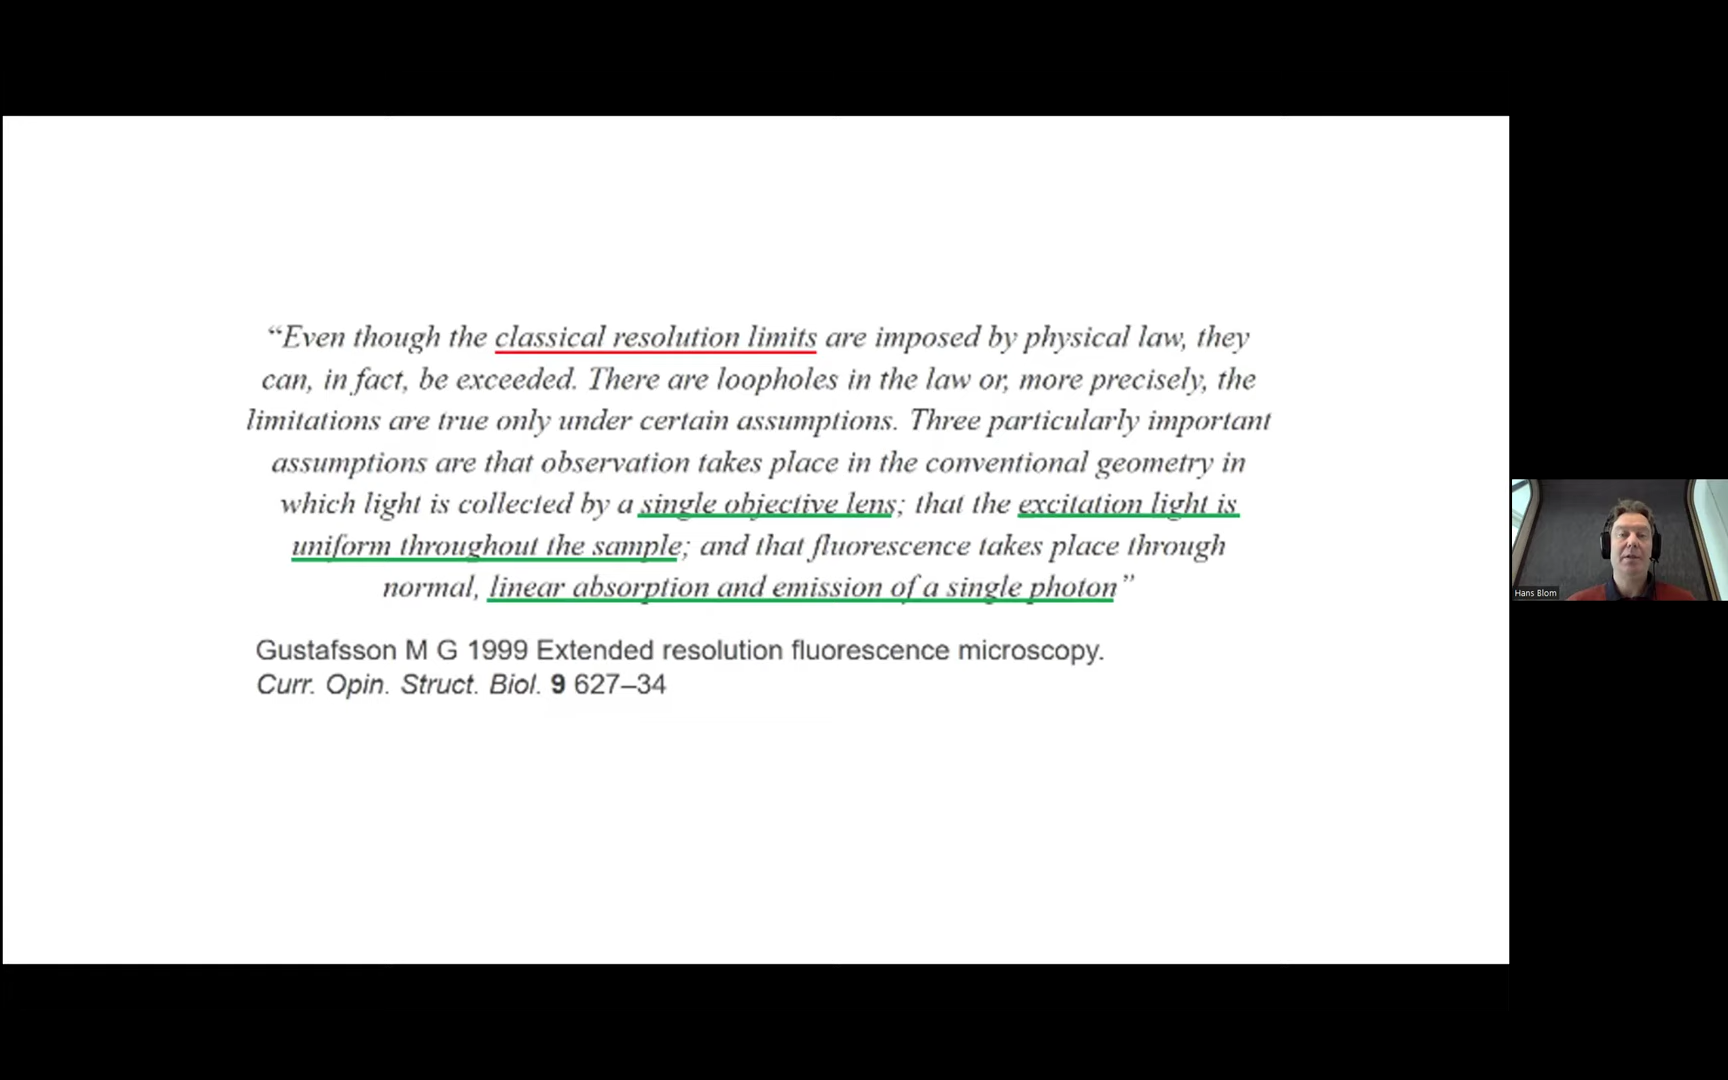 “Even though the classical resolution limits are imposed by physical law, they
can, in fact, be exceeded. There are loopholes in the law or, more precisely, the
limitations are true only under certain assumptions. Three particularly important
assumptions are that observation takes place in the conventional geometry in
which light is collected by a single objective lens; that the excitation light is
uniform throughout the sample; and that fluorescence takes place through
normal, linear absorption and emission of a single photon”
Gustafsson M G 1999 Extended resolution fluorescence microscopy.
Curr. Opin. Struct. Biol. 9 627–34
Hans Blom